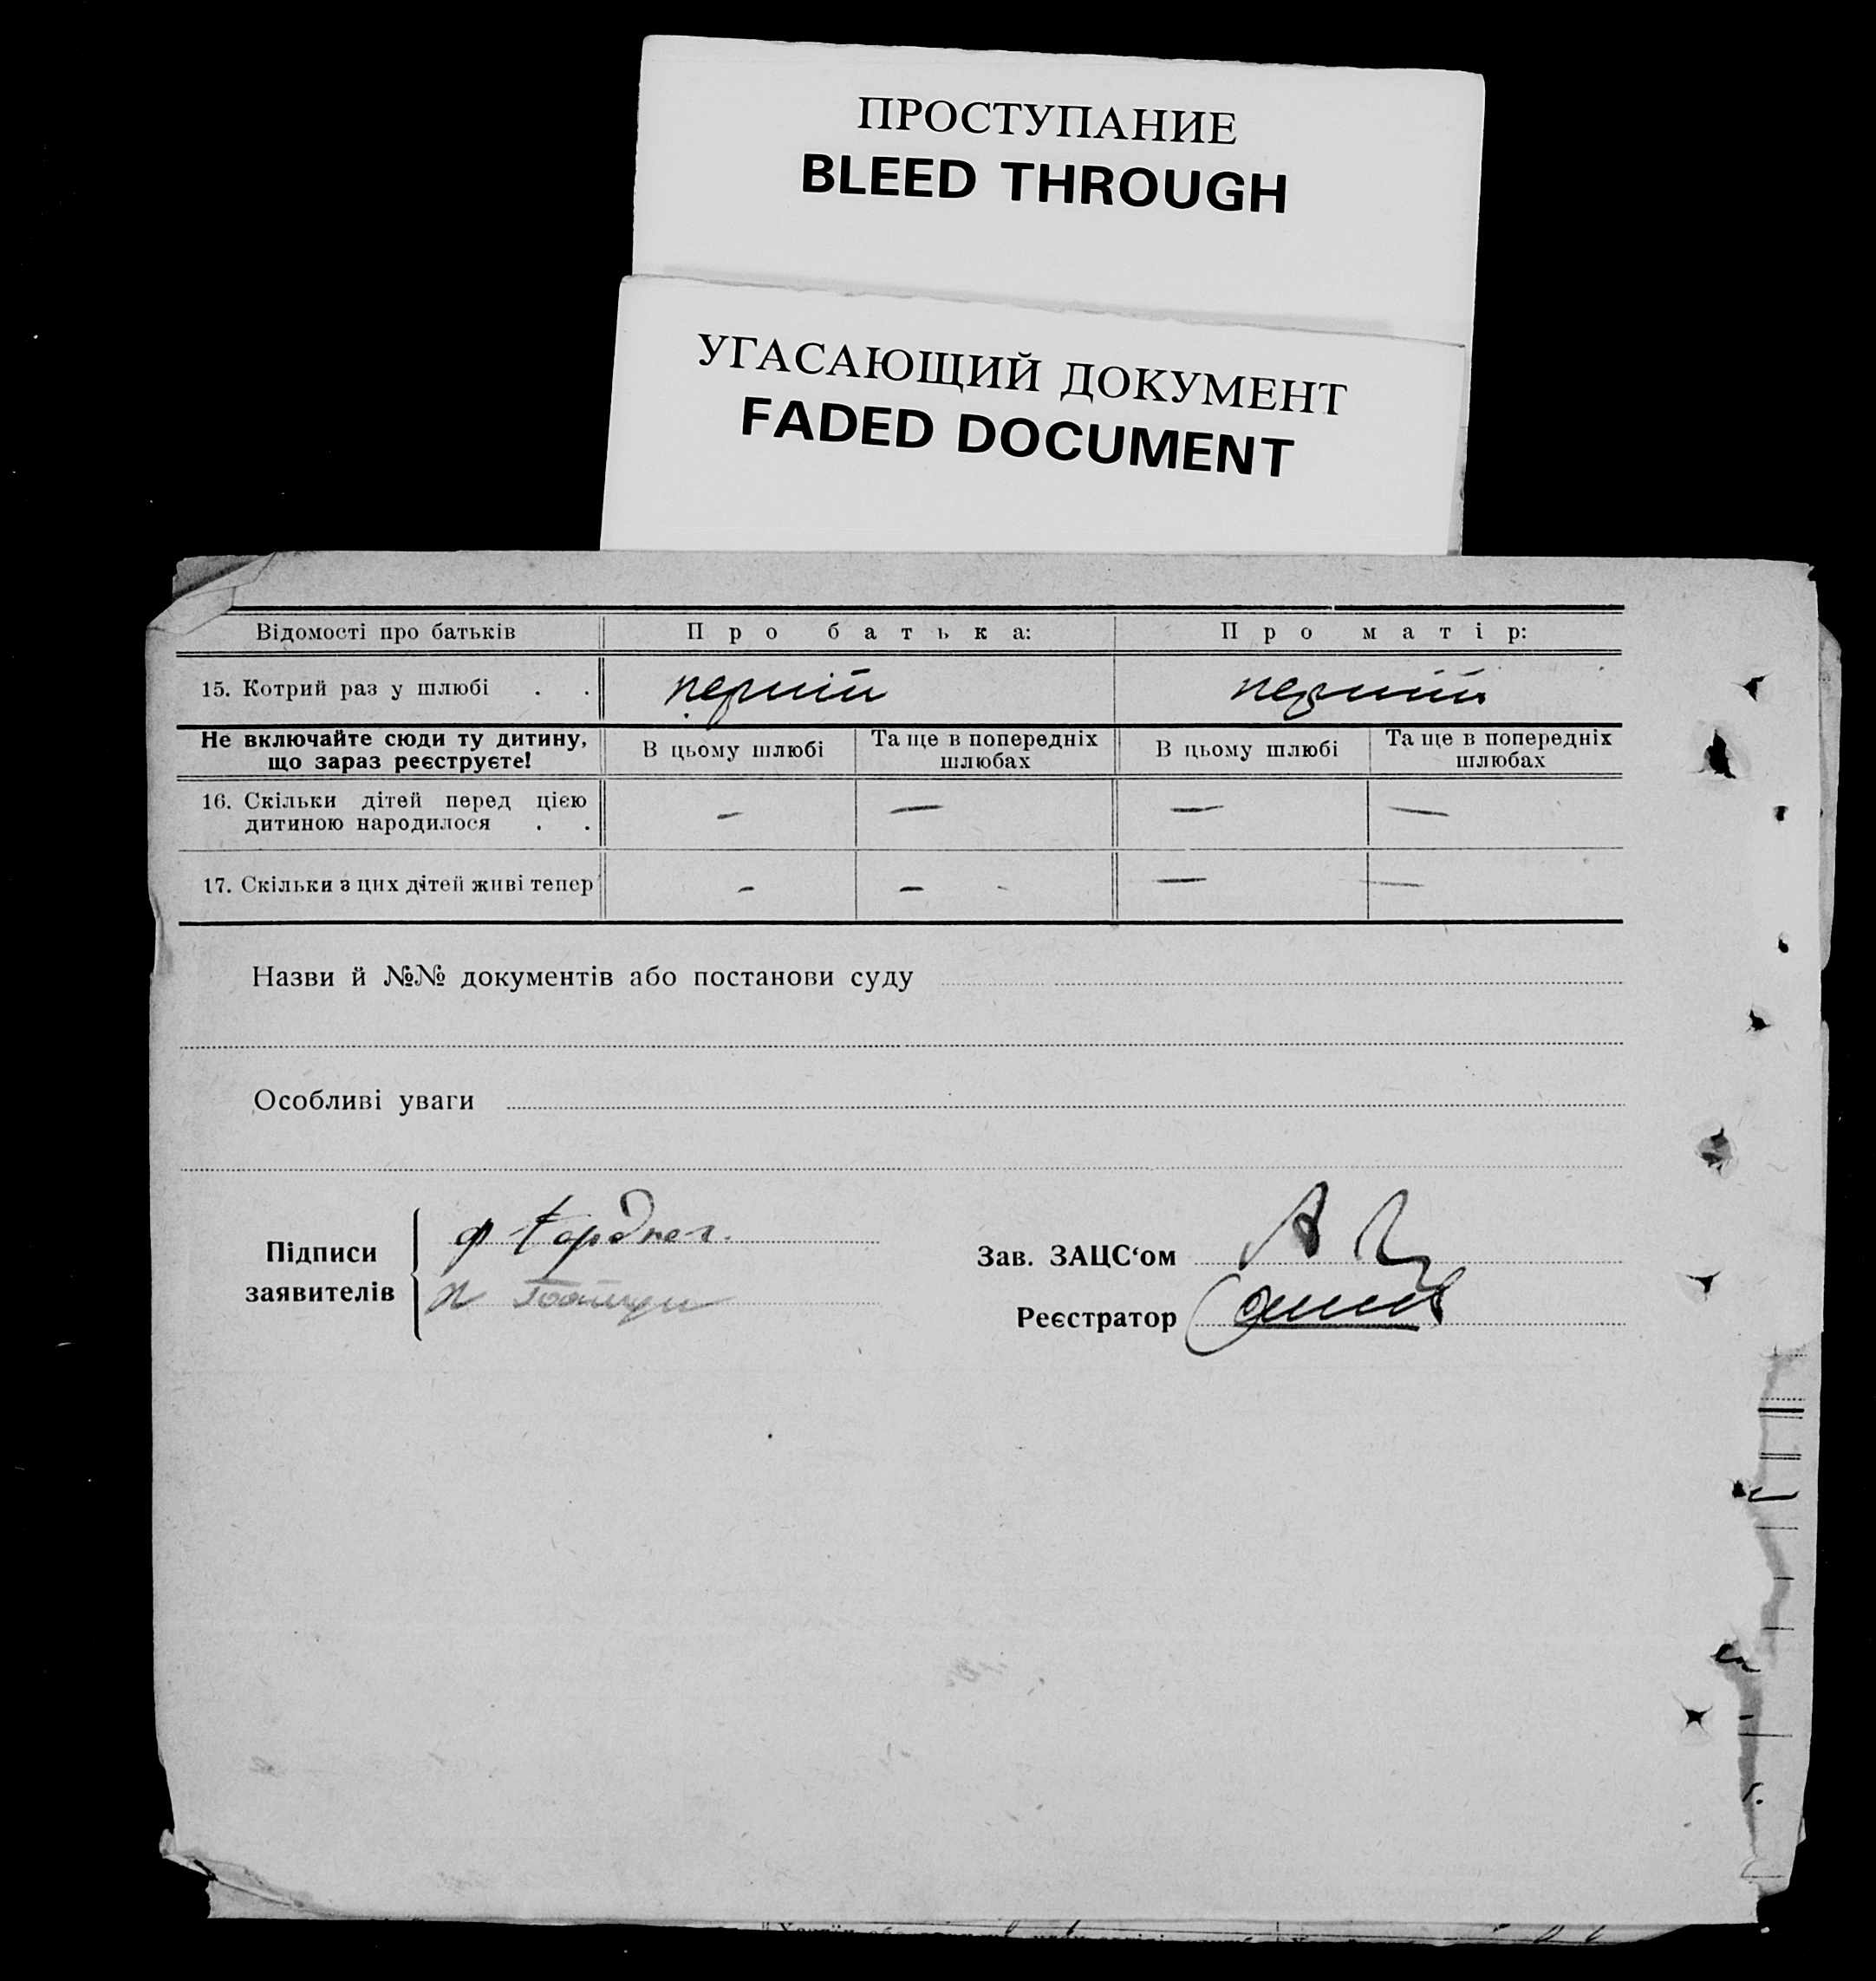 ПРОСТУПАНИЕ
BLEED THROUGH
УГАСАЮЩИЙ ДОКУМЕНТ
FADED DOCUMENT
Відомості про батьків Про батька: Про матір:
15. Котрий раз у шлюбі . . першій першій
Не включайте сюди ту дитину, що зараз реєструєте! В цьому шлюбі Та ще в попередніх шлюбах В цьому шлюбі Та ще в попередніх шлюбах
16. Скільки дітей перед цією дитиною народилося . . — — — —
17. Скільки з цих дітей живі тепер — — — —
Назви й №№ документів або постанови суду
Особливі уваги
Підписи заявителів
Зав. ЗАЦС‘ом
Реєстратор